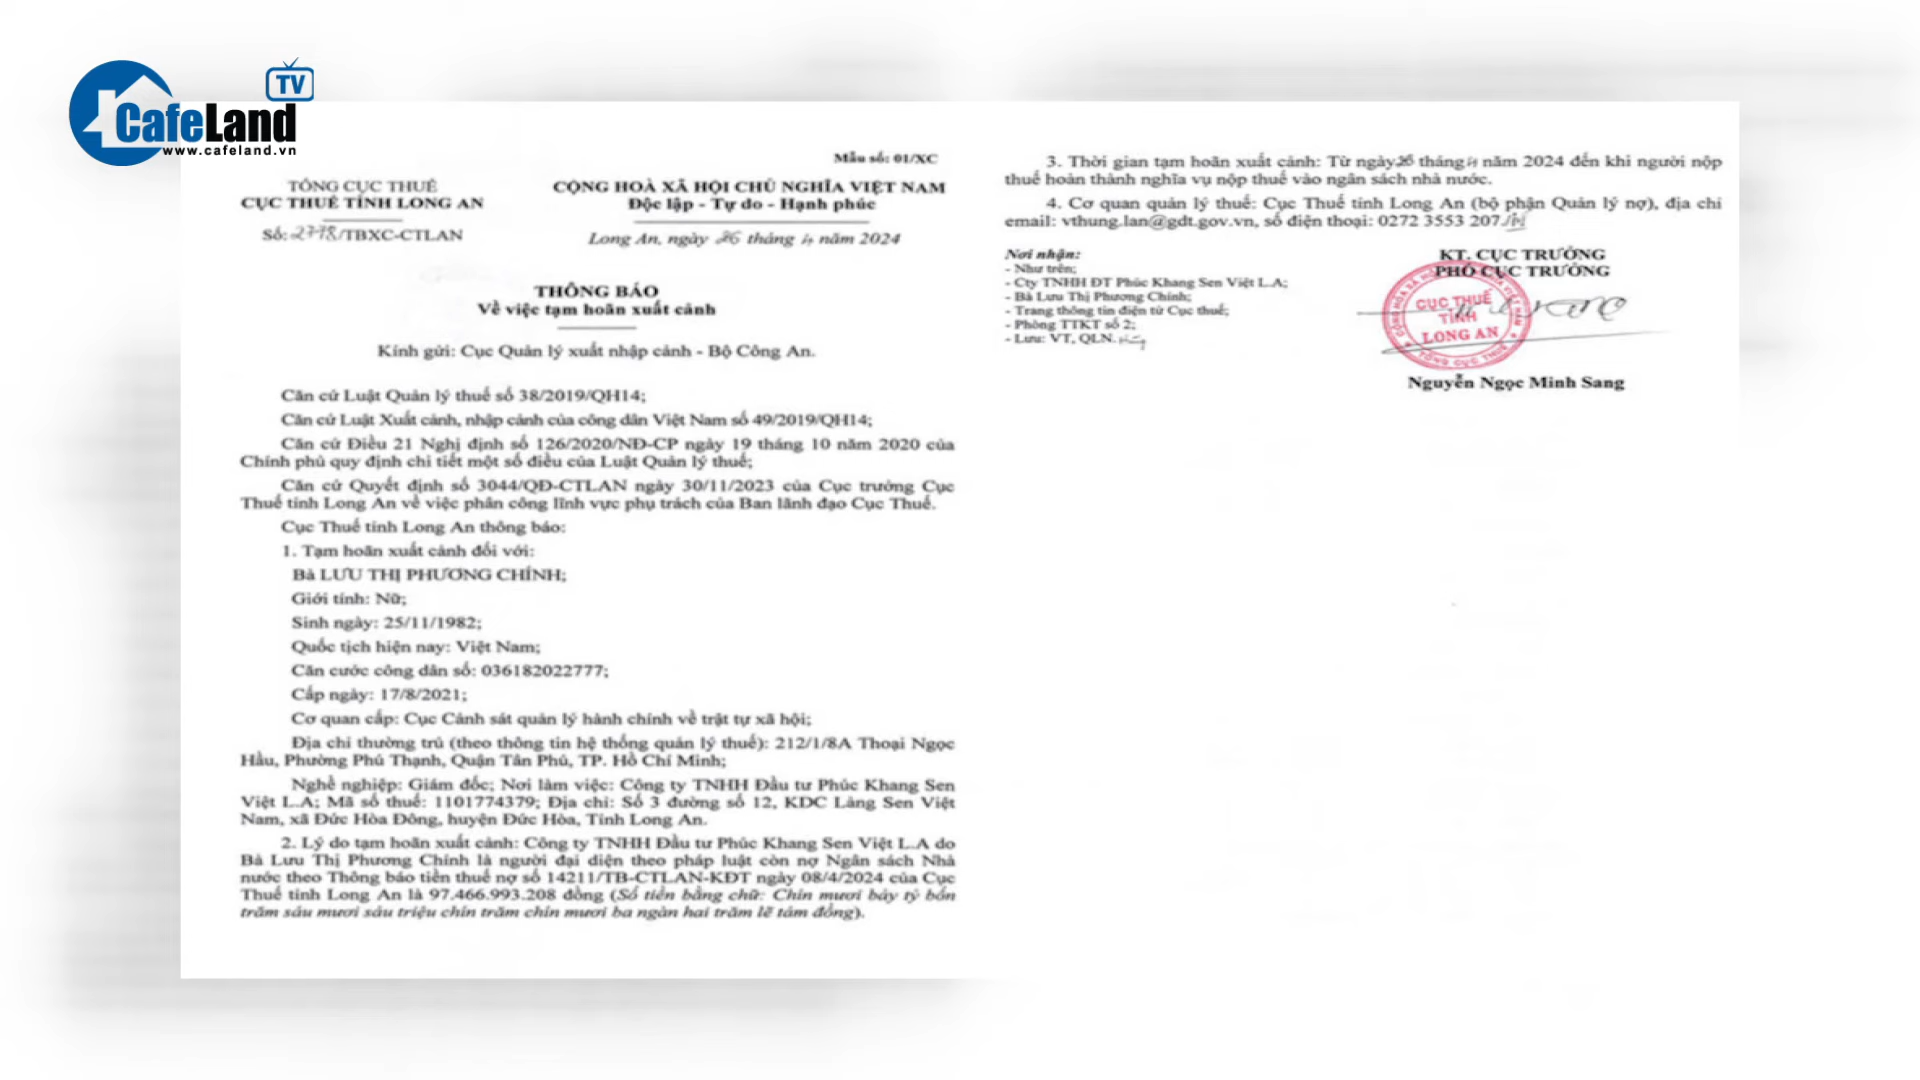 CafeLand TV
www.cafeland.vn
Mẫu số: 01/XC
TỔNG CỤC THUẾ
CỤC THUẾ TỈNH LONG AN
Số: 2778/TBXC-CTLAN
CỘNG HOÀ XÃ HỘI CHỦ NGHĨA VIỆT NAM
Độc lập - Tự do - Hạnh phúc
Long An, ngày 26 tháng 4 năm 2024
THÔNG BÁO
Về việc tạm hoãn xuất cảnh
Kính gửi: Cục Quản lý xuất nhập cảnh - Bộ Công An.
Căn cứ Luật Quản lý thuế số 38/2019/QH14;
Căn cứ Luật Xuất cảnh, nhập cảnh của công dân Việt Nam số 49/2019/QH14;
Căn cứ Điều 21 Nghị định số 126/2020/NĐ-CP ngày 19 tháng 10 năm 2020 của
Chính phủ quy định chi tiết một số điều của Luật Quản lý thuế;
Căn cứ Quyết định số 3044/QĐ-CTLAN ngày 30/11/2023 của Cục trưởng Cục
Thuế tỉnh Long An về việc phân công lĩnh vực phụ trách của Ban lãnh đạo Cục Thuế.
Cục Thuế tỉnh Long An thông báo:
1. Tạm hoãn xuất cảnh đối với:
Bà LƯU THỊ PHƯƠNG CHÍNH;
Giới tính: Nữ;
Sinh ngày: 25/11/1982;
Quốc tịch hiện nay: Việt Nam;
Căn cước công dân số: 036182022777;
Cấp ngày: 17/8/2021;
Cơ quan cấp: Cục Cảnh sát quản lý hành chính về trật tự xã hội;
Địa chỉ thường trú (theo thông tin hệ thống quản lý thuế): 212/1/8A Thoại Ngọc
Hầu, Phường Phú Thạnh, Quận Tân Phú, TP. Hồ Chí Minh;
Nghề nghiệp: Giám đốc; Nơi làm việc: Công ty TNHH Đầu tư Phúc Khang Sen
Việt L.A; Mã số thuế: 1101774379; Địa chỉ: Số 3 đường số 12, KDC Làng Sen Việt
Nam, xã Đức Hòa Đông, huyện Đức Hòa, Tỉnh Long An.
2. Lý do tạm hoãn xuất cảnh: Công ty TNHH Đầu tư Phúc Khang Sen Việt L.A do
Bà Lưu Thị Phương Chính là người đại diện theo pháp luật còn nợ Ngân sách Nhà
nước theo Thông báo tiền thuế nợ số 14211/TB-CTLAN-KĐT ngày 08/4/2024 của Cục
Thuế tỉnh Long An là 97.466.993.208 đồng (Số tiền bằng chữ: Chín mươi bảy tỷ bốn
trăm sáu mươi sáu triệu chín trăm chín mươi ba ngàn hai trăm lẽ tám đồng).
3. Thời gian tạm hoãn xuất cảnh: Từ ngày 26 tháng 4 năm 2024 đến khi người nộp
thuế hoàn thành nghĩa vụ nộp thuế vào ngân sách nhà nước.
4. Cơ quan quản lý thuế: Cục Thuế tỉnh Long An (bộ phận Quản lý nợ), địa chỉ
email: vthung.lan@gdt.gov.vn, số điện thoại: 0272 3553 207./.
Nơi nhận:
- Như trên;
- Cty TNHH ĐT Phúc Khang Sen Việt L.A;
- Bà Lưu Thị Phương Chính;
- Trang thông tin điện tử Cục thuế;
- Phòng TTKT số 2;
- Lưu: VT, QLN.
KT. CỤC TRƯỞNG
PHÓ CỤC TRƯỞNG
CỤC THUẾ
TỈNH
LONG AN
TỔNG CỤC THUẾ
Nguyễn Ngọc Minh Sang